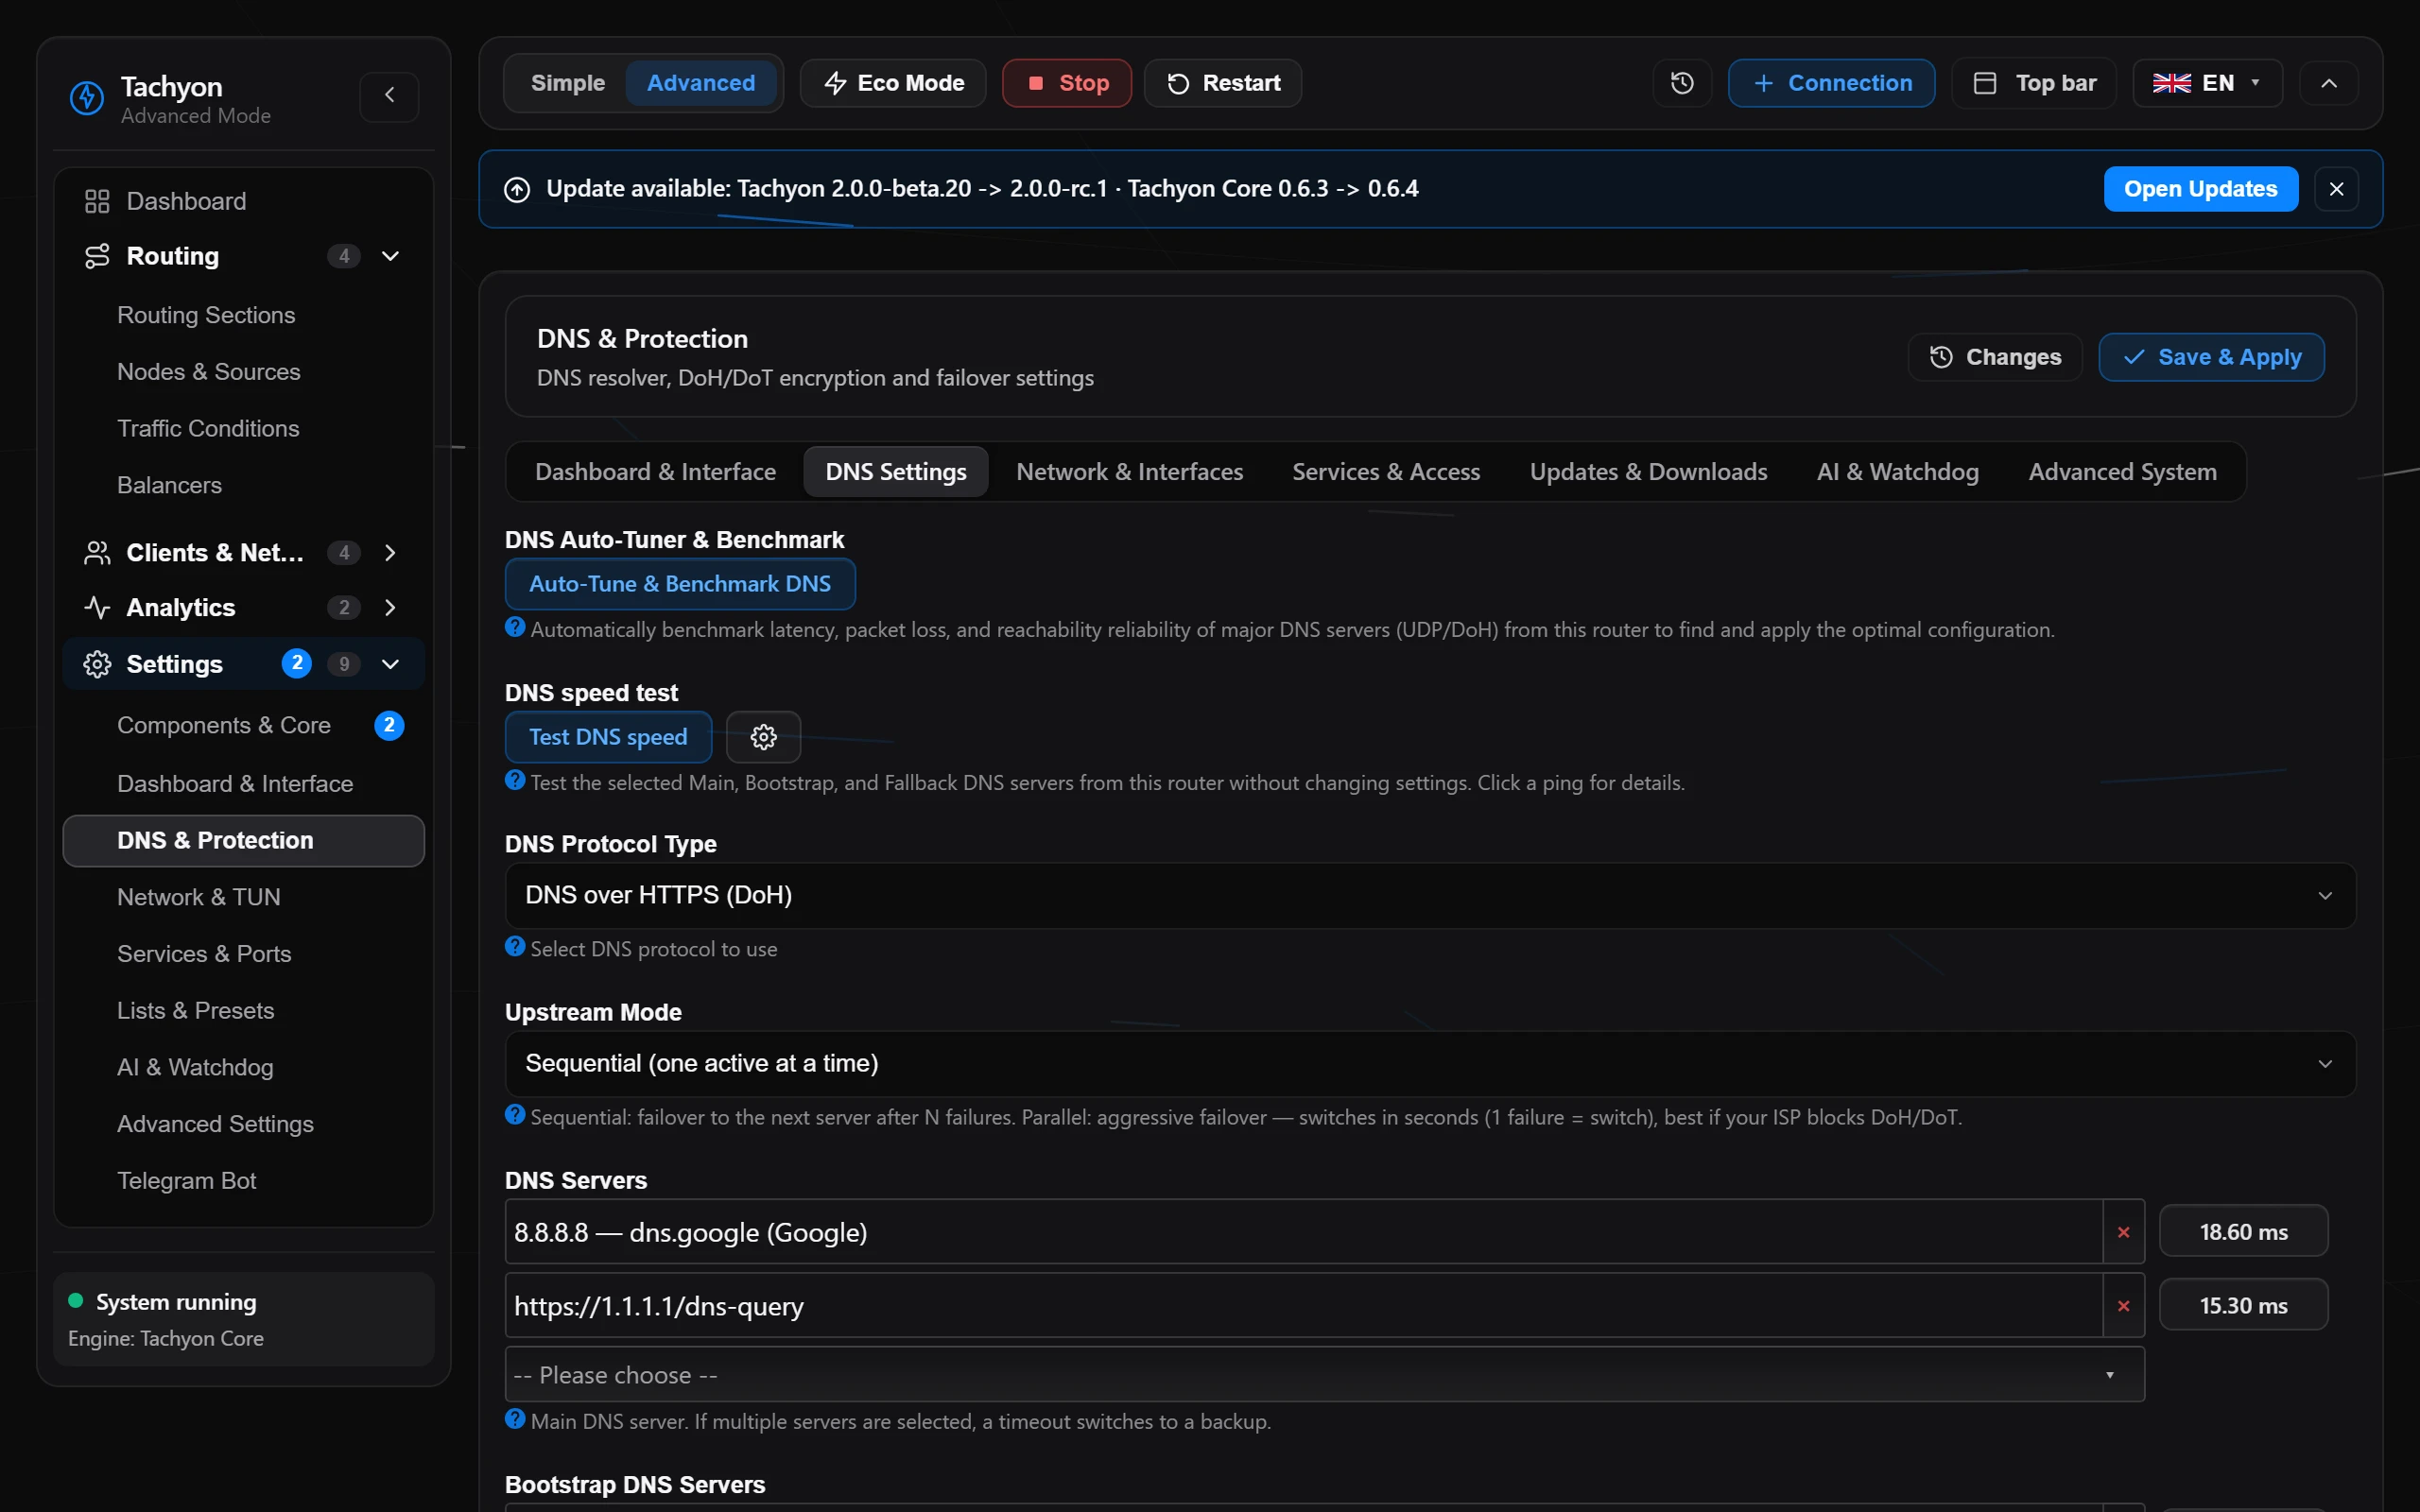 Tachyon
Advanced Mode
Dashboard
Routing 4
Routing Sections
Nodes & Sources
Traffic Conditions
Balancers
Clients & Net... 4
Analytics 2
Settings 2 9
Components & Core 2
Dashboard & Interface
DNS & Protection
Network & TUN
Services & Ports
Lists & Presets
AI & Watchdog
Advanced Settings
Telegram Bot
System running
Engine: Tachyon Core
Simple Advanced Eco Mode Stop Restart Connection Top bar EN
Update available: Tachyon 2.0.0-beta.20 -> 2.0.0-rc.1 · Tachyon Core 0.6.3 -> 0.6.4 Open Updates
DNS & Protection
DNS resolver, DoH/DoT encryption and failover settings
Changes Save & Apply
Dashboard & Interface DNS Settings Network & Interfaces Services & Access Updates & Downloads AI & Watchdog Advanced System
DNS Auto-Tuner & Benchmark
Auto-Tune & Benchmark DNS
Automatically benchmark latency, packet loss, and reachability reliability of major DNS servers (UDP/DoH) from this router to find and apply the optimal configuration.
DNS speed test
Test DNS speed
Test the selected Main, Bootstrap, and Fallback DNS servers from this router without changing settings. Click a ping for details.
DNS Protocol Type
DNS over HTTPS (DoH)
Select DNS protocol to use
Upstream Mode
Sequential (one active at a time)
Sequential: failover to the next server after N failures. Parallel: aggressive failover — switches in seconds (1 failure = switch), best if your ISP blocks DoH/DoT.
DNS Servers
8.8.8.8 — dns.google (Google) × 18.60 ms
https://1.1.1.1/dns-query × 15.30 ms
-- Please choose --
Main DNS server. If multiple servers are selected, a timeout switches to a backup.
Bootstrap DNS Servers